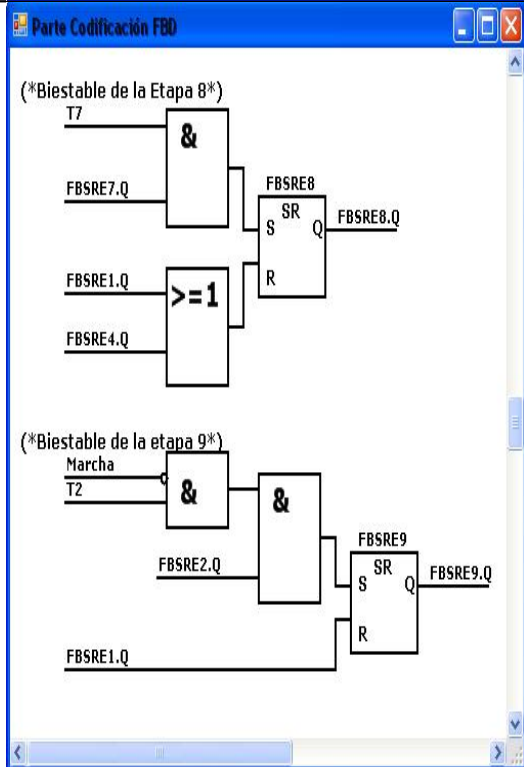 Parte Codificación FBD
(*Biestable de la Etapa 8*)
T7
&
FBSRE7.Q
FBSRE8
SR
S Q
FBSRE8.Q
R
FBSRE1.Q
>=1
FBSRE4.Q
(*Biestable de la etapa 9*)
Marcha
T2
&
&
FBSRE2.Q
FBSRE9
SR
S Q
FBSRE9.Q
R
FBSRE1.Q